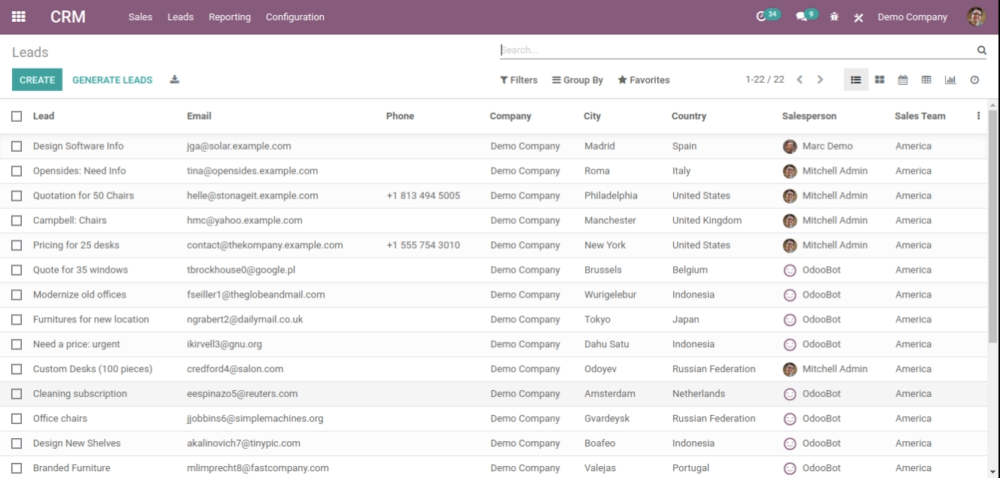 CRM Sales Leads Reporting Configuration 34 9 Demo Company
Leads Search...
CREATE GENERATE LEADS Filters Group By Favorites 1-22 / 22
Lead Email Phone Company City Country Salesperson Sales Team
Design Software Info jga@solar.example.com Demo Company Madrid Spain Marc Demo America
Opensides: Need Info tina@opensides.example.com Demo Company Roma Italy Mitchell Admin America
Quotation for 50 Chairs helle@stonageit.example.com +1 813 494 5005 Demo Company Philadelphia United States Mitchell Admin America
Campbell: Chairs hmc@yahoo.example.com Demo Company Manchester United Kingdom Mitchell Admin America
Pricing for 25 desks contact@thekompany.example.com +1 555 754 3010 Demo Company New York United States Mitchell Admin America
Quote for 35 windows tbrockhouse0@google.pl Demo Company Brussels Belgium OdooBot America
Modernize old offices fseiller1@theglobeandmail.com Demo Company Wurigelebur Indonesia OdooBot America
Furnitures for new location ngrabert2@dailymail.co.uk Demo Company Tokyo Japan OdooBot America
Need a price: urgent ikirvell3@gnu.org Demo Company Dahu Satu Indonesia OdooBot America
Custom Desks (100 pieces) credford4@salon.com Demo Company Odoyev Russian Federation Mitchell Admin America
Cleaning subscription eespinazo5@reuters.com Demo Company Amsterdam Netherlands OdooBot America
Office chairs jjobbins6@simplemachines.org Demo Company Gvardeysk Russian Federation OdooBot America
Design New Shelves akalinovich7@tinypic.com Demo Company Boafeo Indonesia OdooBot America
Branded Furniture mlimprecht8@fastcompany.com Demo Company Valejas Portugal OdooBot America